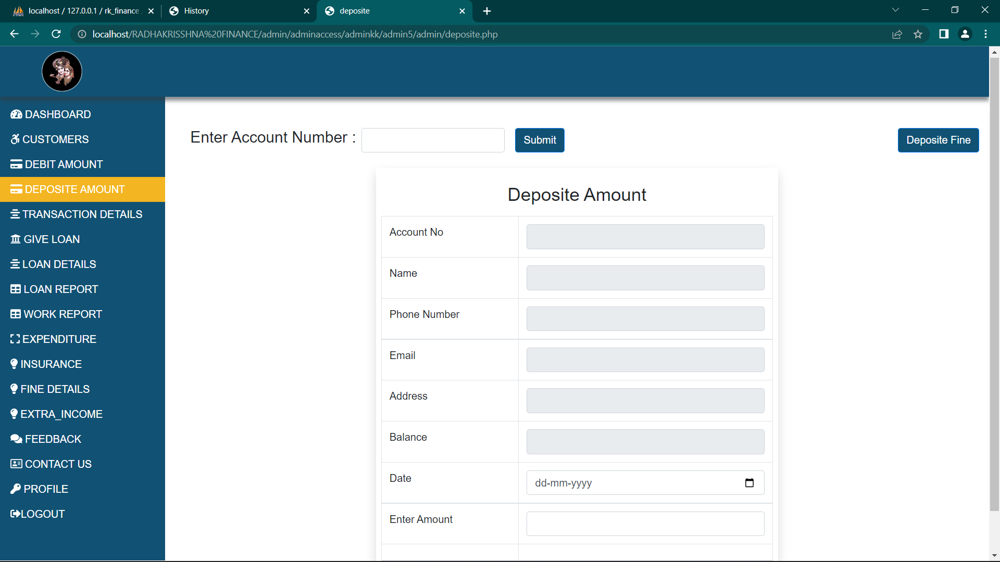 localhost / 127.0.0.1 / rk_finance
History
deposite
localhost/RADHAKRISSHNA%20FINANCE/admin/adminaccess/adminkk/admin5/admin/deposite.php
DASHBOARD
CUSTOMERS
DEBIT AMOUNT
DEPOSITE AMOUNT
TRANSACTION DETAILS
GIVE LOAN
LOAN DETAILS
LOAN REPORT
WORK REPORT
EXPENDITURE
INSURANCE
FINE DETAILS
EXTRA_INCOME
FEEDBACK
CONTACT US
PROFILE
LOGOUT
Enter Account Number :
Submit
Deposite Fine
Deposite Amount
Account No
Name
Phone Number
Email
Address
Balance
Date
dd-mm-yyyy
Enter Amount